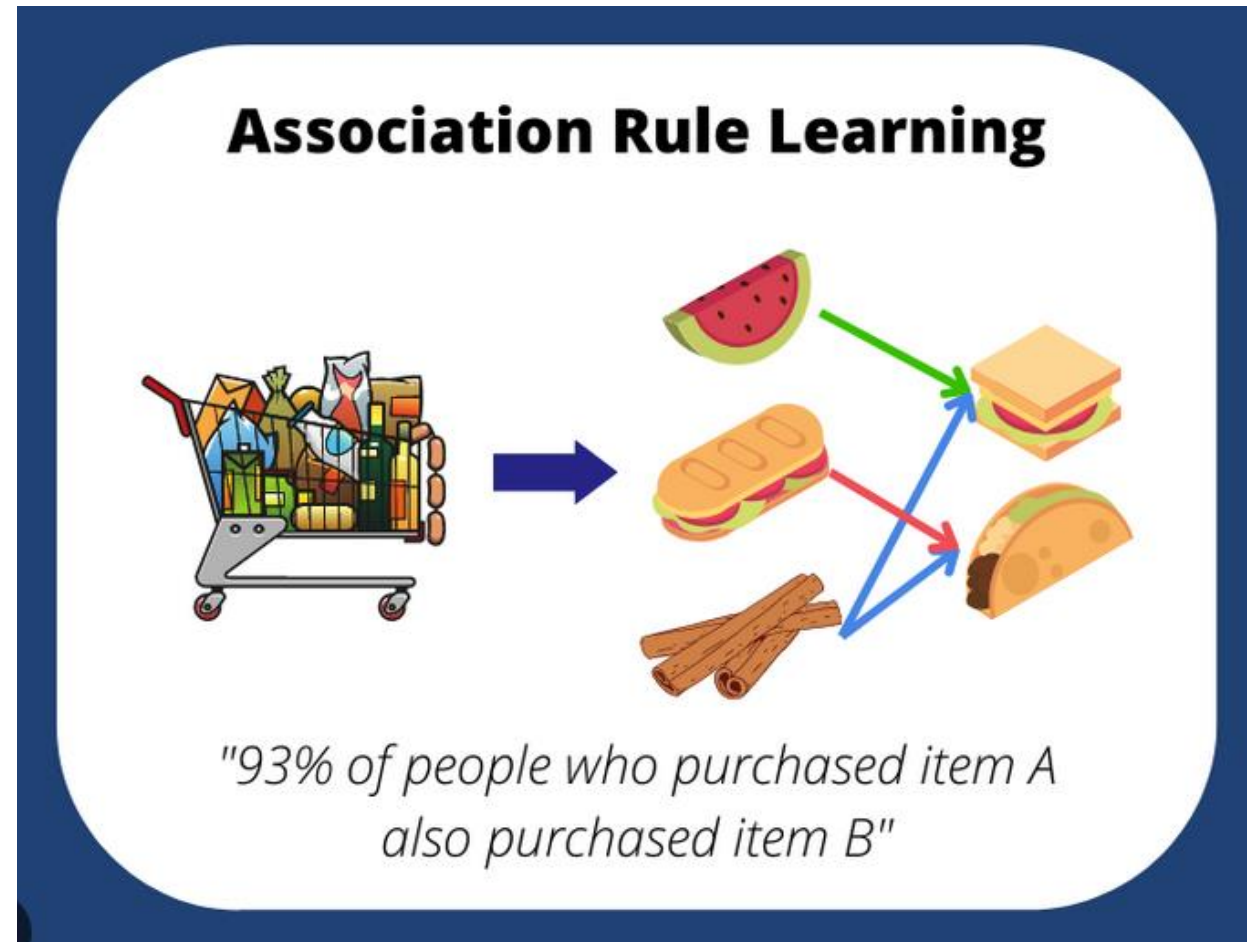 Association Rule Learning
"93% of people who purchased item A
also purchased item B"